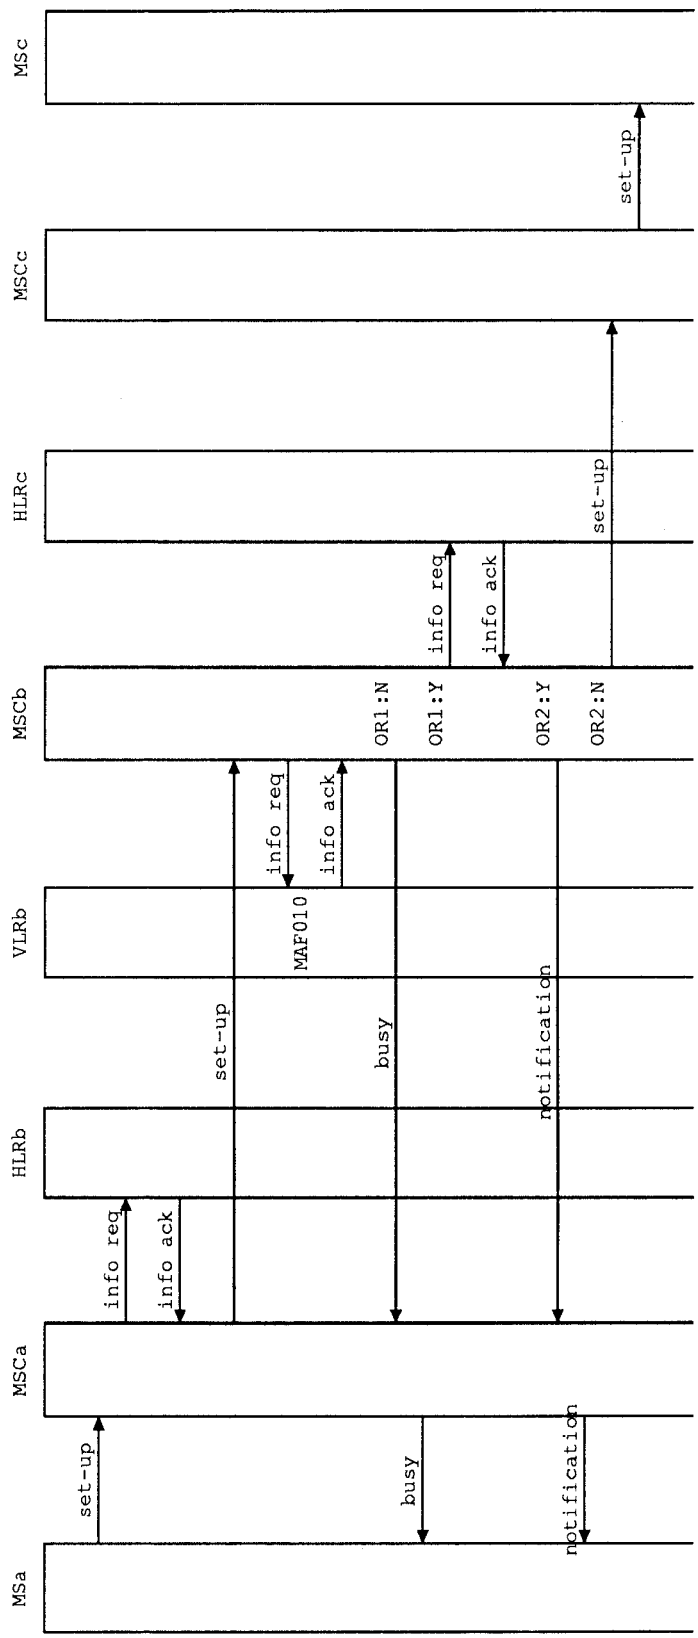 MSa
MSCa
HLRb
VLRb
MSCb
HLRc
MSCc
MSc
set-up
info req
info ack
set-up
info req
MAF010
info ack
OR1:N
busy
busy
OR1:Y
info req
info ack
OR2:Y
notification
notification
OR2:N
set-up
set-up